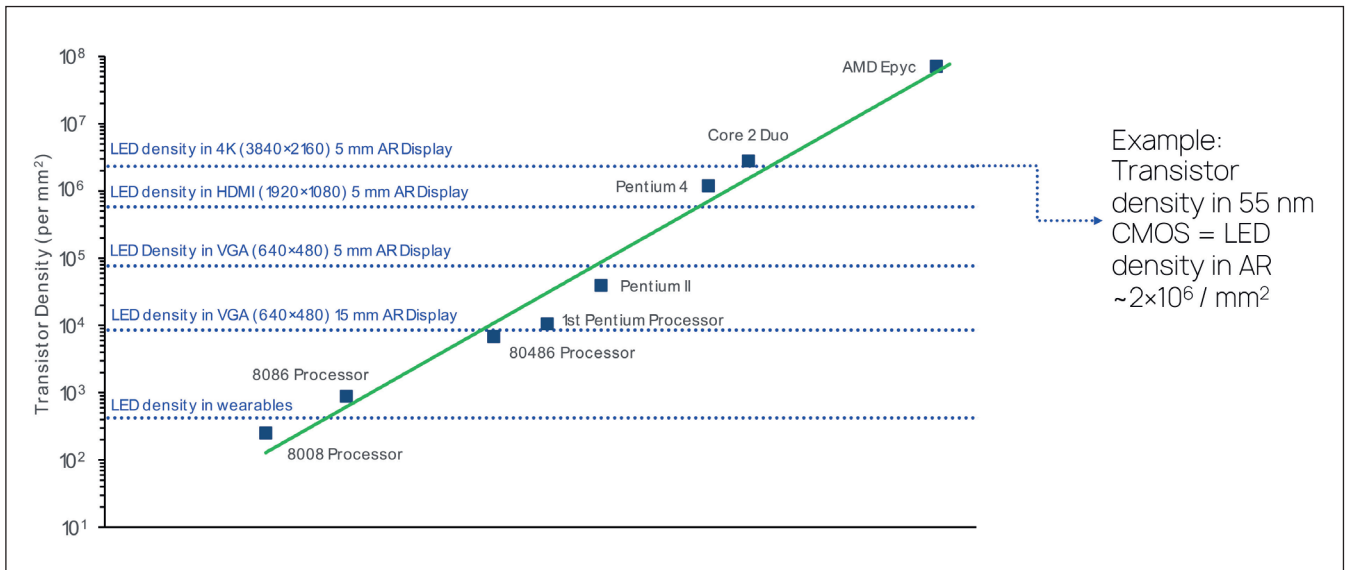 Transistor Density (per mm²)
10⁸
10⁷
10⁶
10⁵
10⁴
10³
10²
10¹
AMD Epyc
Core 2 Duo
LED density in 4K (3840×2160) 5 mm AR Display
Pentium 4
LED density in HDMI (1920×1080) 5 mm AR Display
LED Density in VGA (640×480) 5 mm AR Display
Pentium II
LED density in VGA (640×480) 15 mm AR Display
1st Pentium Processor
80486 Processor
8086 Processor
LED density in wearables
8008 Processor
Example:
Transistor
density in 55 nm
CMOS = LED
density in AR
~2×10⁶ / mm²